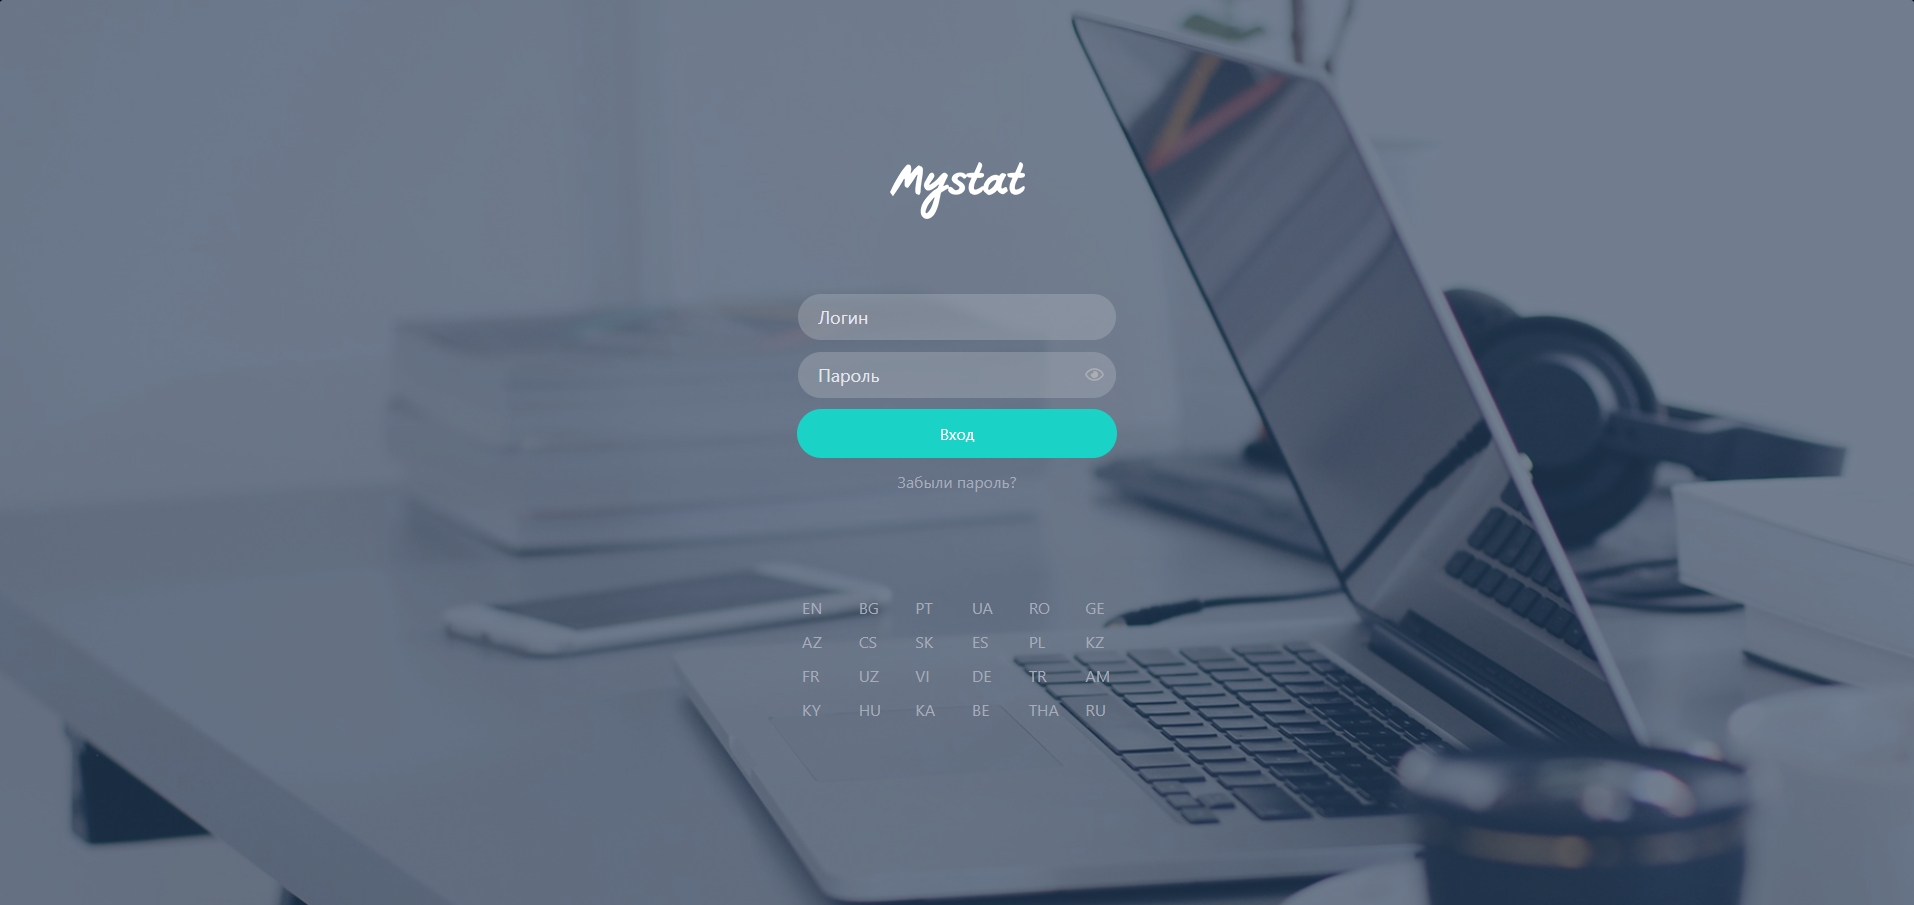 Mystat
Логин
Пароль
Вход
Забыли пароль?
EN BG PT UA RO GE
AZ CS SK ES PL KZ
FR UZ VI DE TR AM
KY HU KA BE THA RU